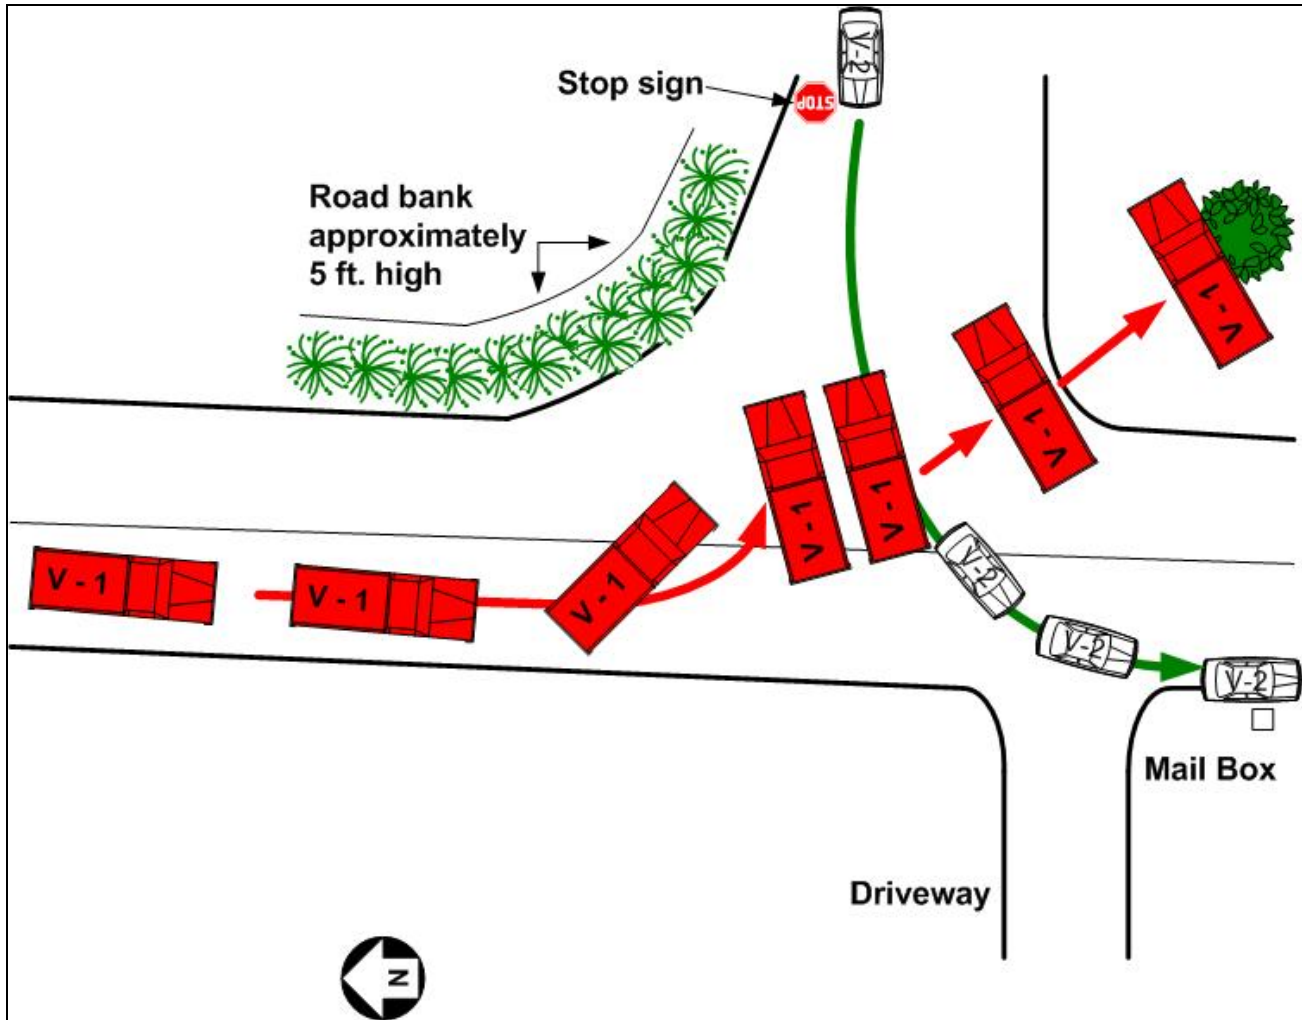 V-2
Stop sign
STOP
Road bank
approximately
5 ft. high
V-1
V-1
V-1
V-1
V-1
V - 1
V - 1
V-1
V-2
V-2
V-2
Mail Box
Driveway
N